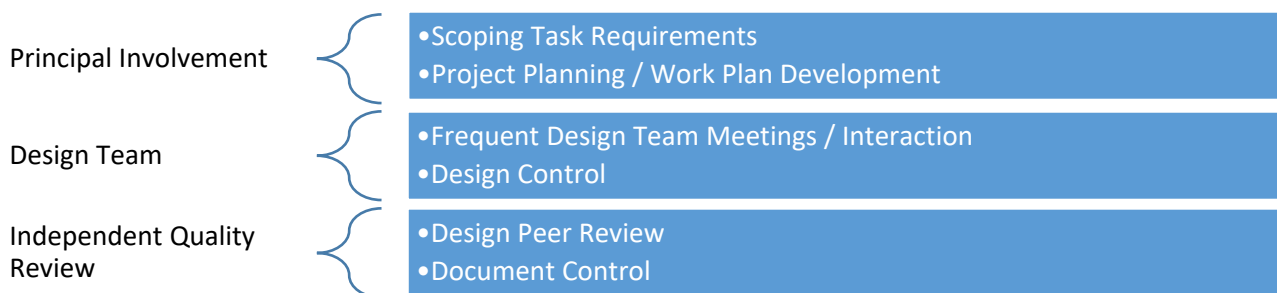 Principal Involvement
•Scoping Task Requirements
•Project Planning / Work Plan Development
Design Team
•Frequent Design Team Meetings / Interaction
•Design Control
Independent Quality
Review
•Design Peer Review
•Document Control